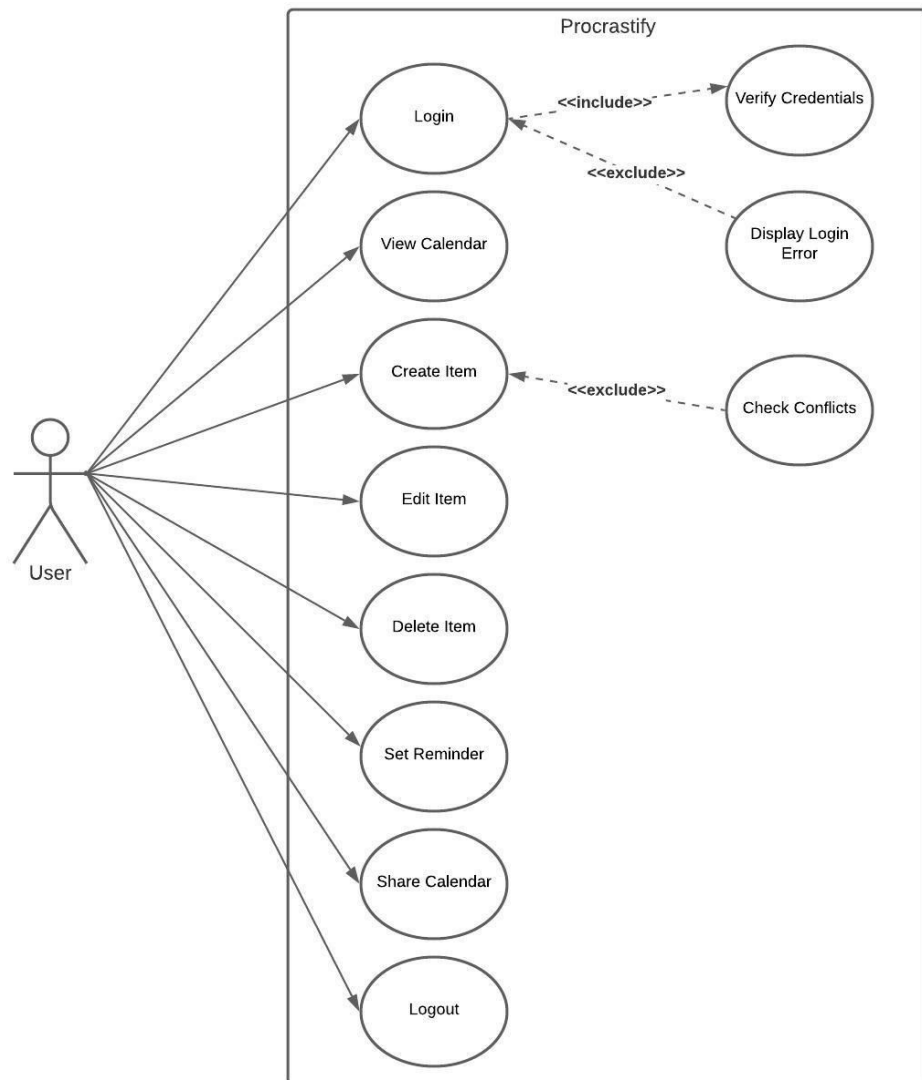 Procrastify
Login
<<include>>
Verify Credentials
<<exclude>>
Display Login
Error
View Calendar
Create Item
<<exclude>>
Check Conflicts
Edit Item
User
Delete Item
Set Reminder
Share Calendar
Logout